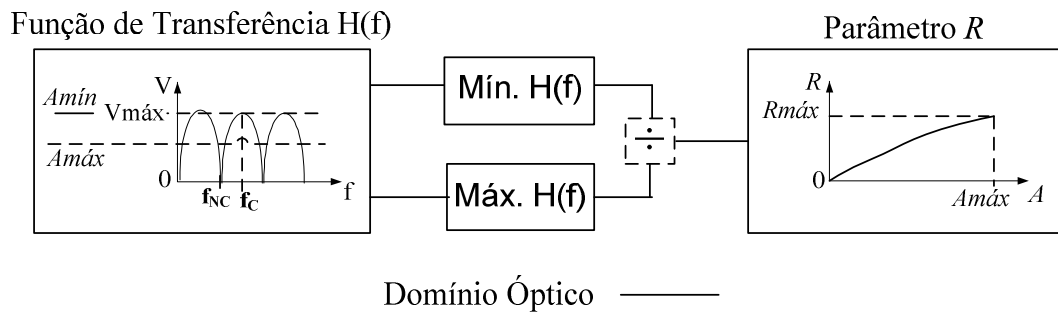 Função de Transferência H(f)
V
Amín
Vmáx
Amáx
0
f
fNC
fC
Mín. H(f)
÷
Máx. H(f)
Parâmetro R
R
Rmáx
0
Amáx
A
Domínio Óptico